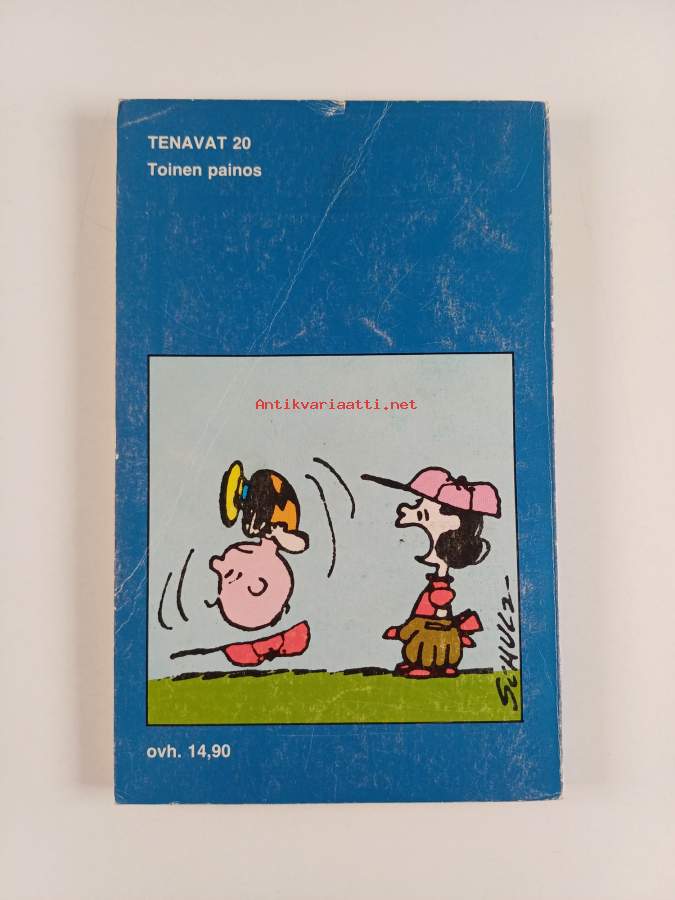 TENAVAT 20
Toinen painos
Antikvariaatti.net
SCHULZ
ovh. 14,90